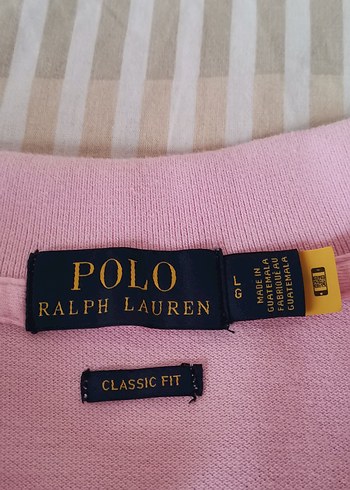 POLO
RALPH LAUREN
L
G
MADE IN
GUATEMALA
FABRIQUÉ AU
GUATEMALA
CLASSIC FIT